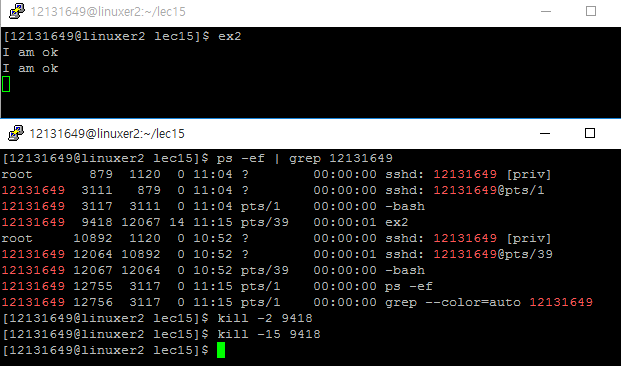 12131649@linuxer2:~/lec15
[12131649@linuxer2 lec15]$ ex2
I am ok
I am ok
12131649@linuxer2:~/lec15
[12131649@linuxer2 lec15]$ ps -ef | grep 12131649
root       879  1120  0 11:04 ?        00:00:00 sshd: 12131649 [priv]
12131649  3111   879  0 11:04 ?        00:00:00 sshd: 12131649@pts/1
12131649  3117  3111  0 11:04 pts/1    00:00:00 -bash
12131649  9418 12067 14 11:15 pts/39   00:00:01 ex2
root     10892  1120  0 10:52 ?        00:00:00 sshd: 12131649 [priv]
12131649 12064 10892  0 10:52 ?        00:00:01 sshd: 12131649@pts/39
12131649 12067 12064  0 10:52 pts/39   00:00:00 -bash
12131649 12755  3117  0 11:15 pts/1    00:00:00 ps -ef
12131649 12756  3117  0 11:15 pts/1    00:00:00 grep --color=auto 12131649
[12131649@linuxer2 lec15]$ kill -2 9418
[12131649@linuxer2 lec15]$ kill -15 9418
[12131649@linuxer2 lec15]$